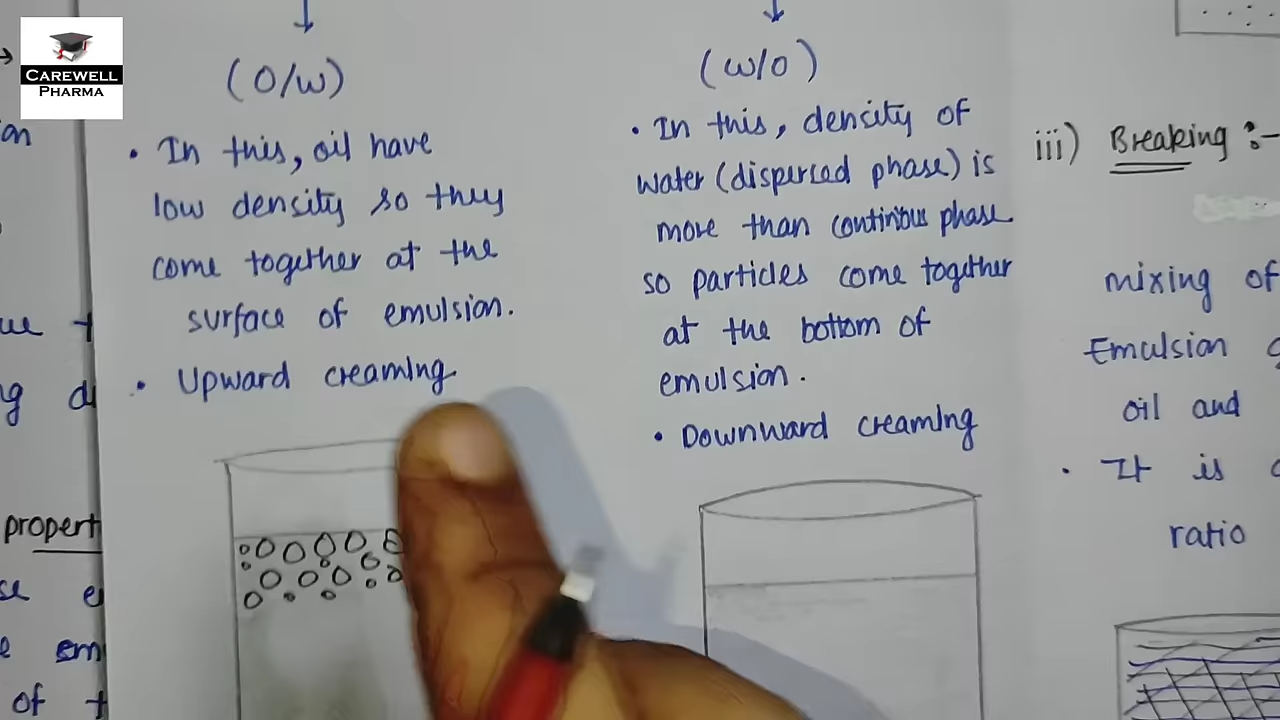 CAREWELL
PHARMA
(O/W)
• In this, oil have
low density so they
come together at the
surface of emulsion.
• Upward creaming
(W/O)
• In this, density of
water (dispersed phase) is
more than continous phase
so particles come together
at the bottom of
emulsion.
• Downward creaming
iii) Breaking :-
mixing of
Emulsion
oil and
• It is
ratio
propert
of